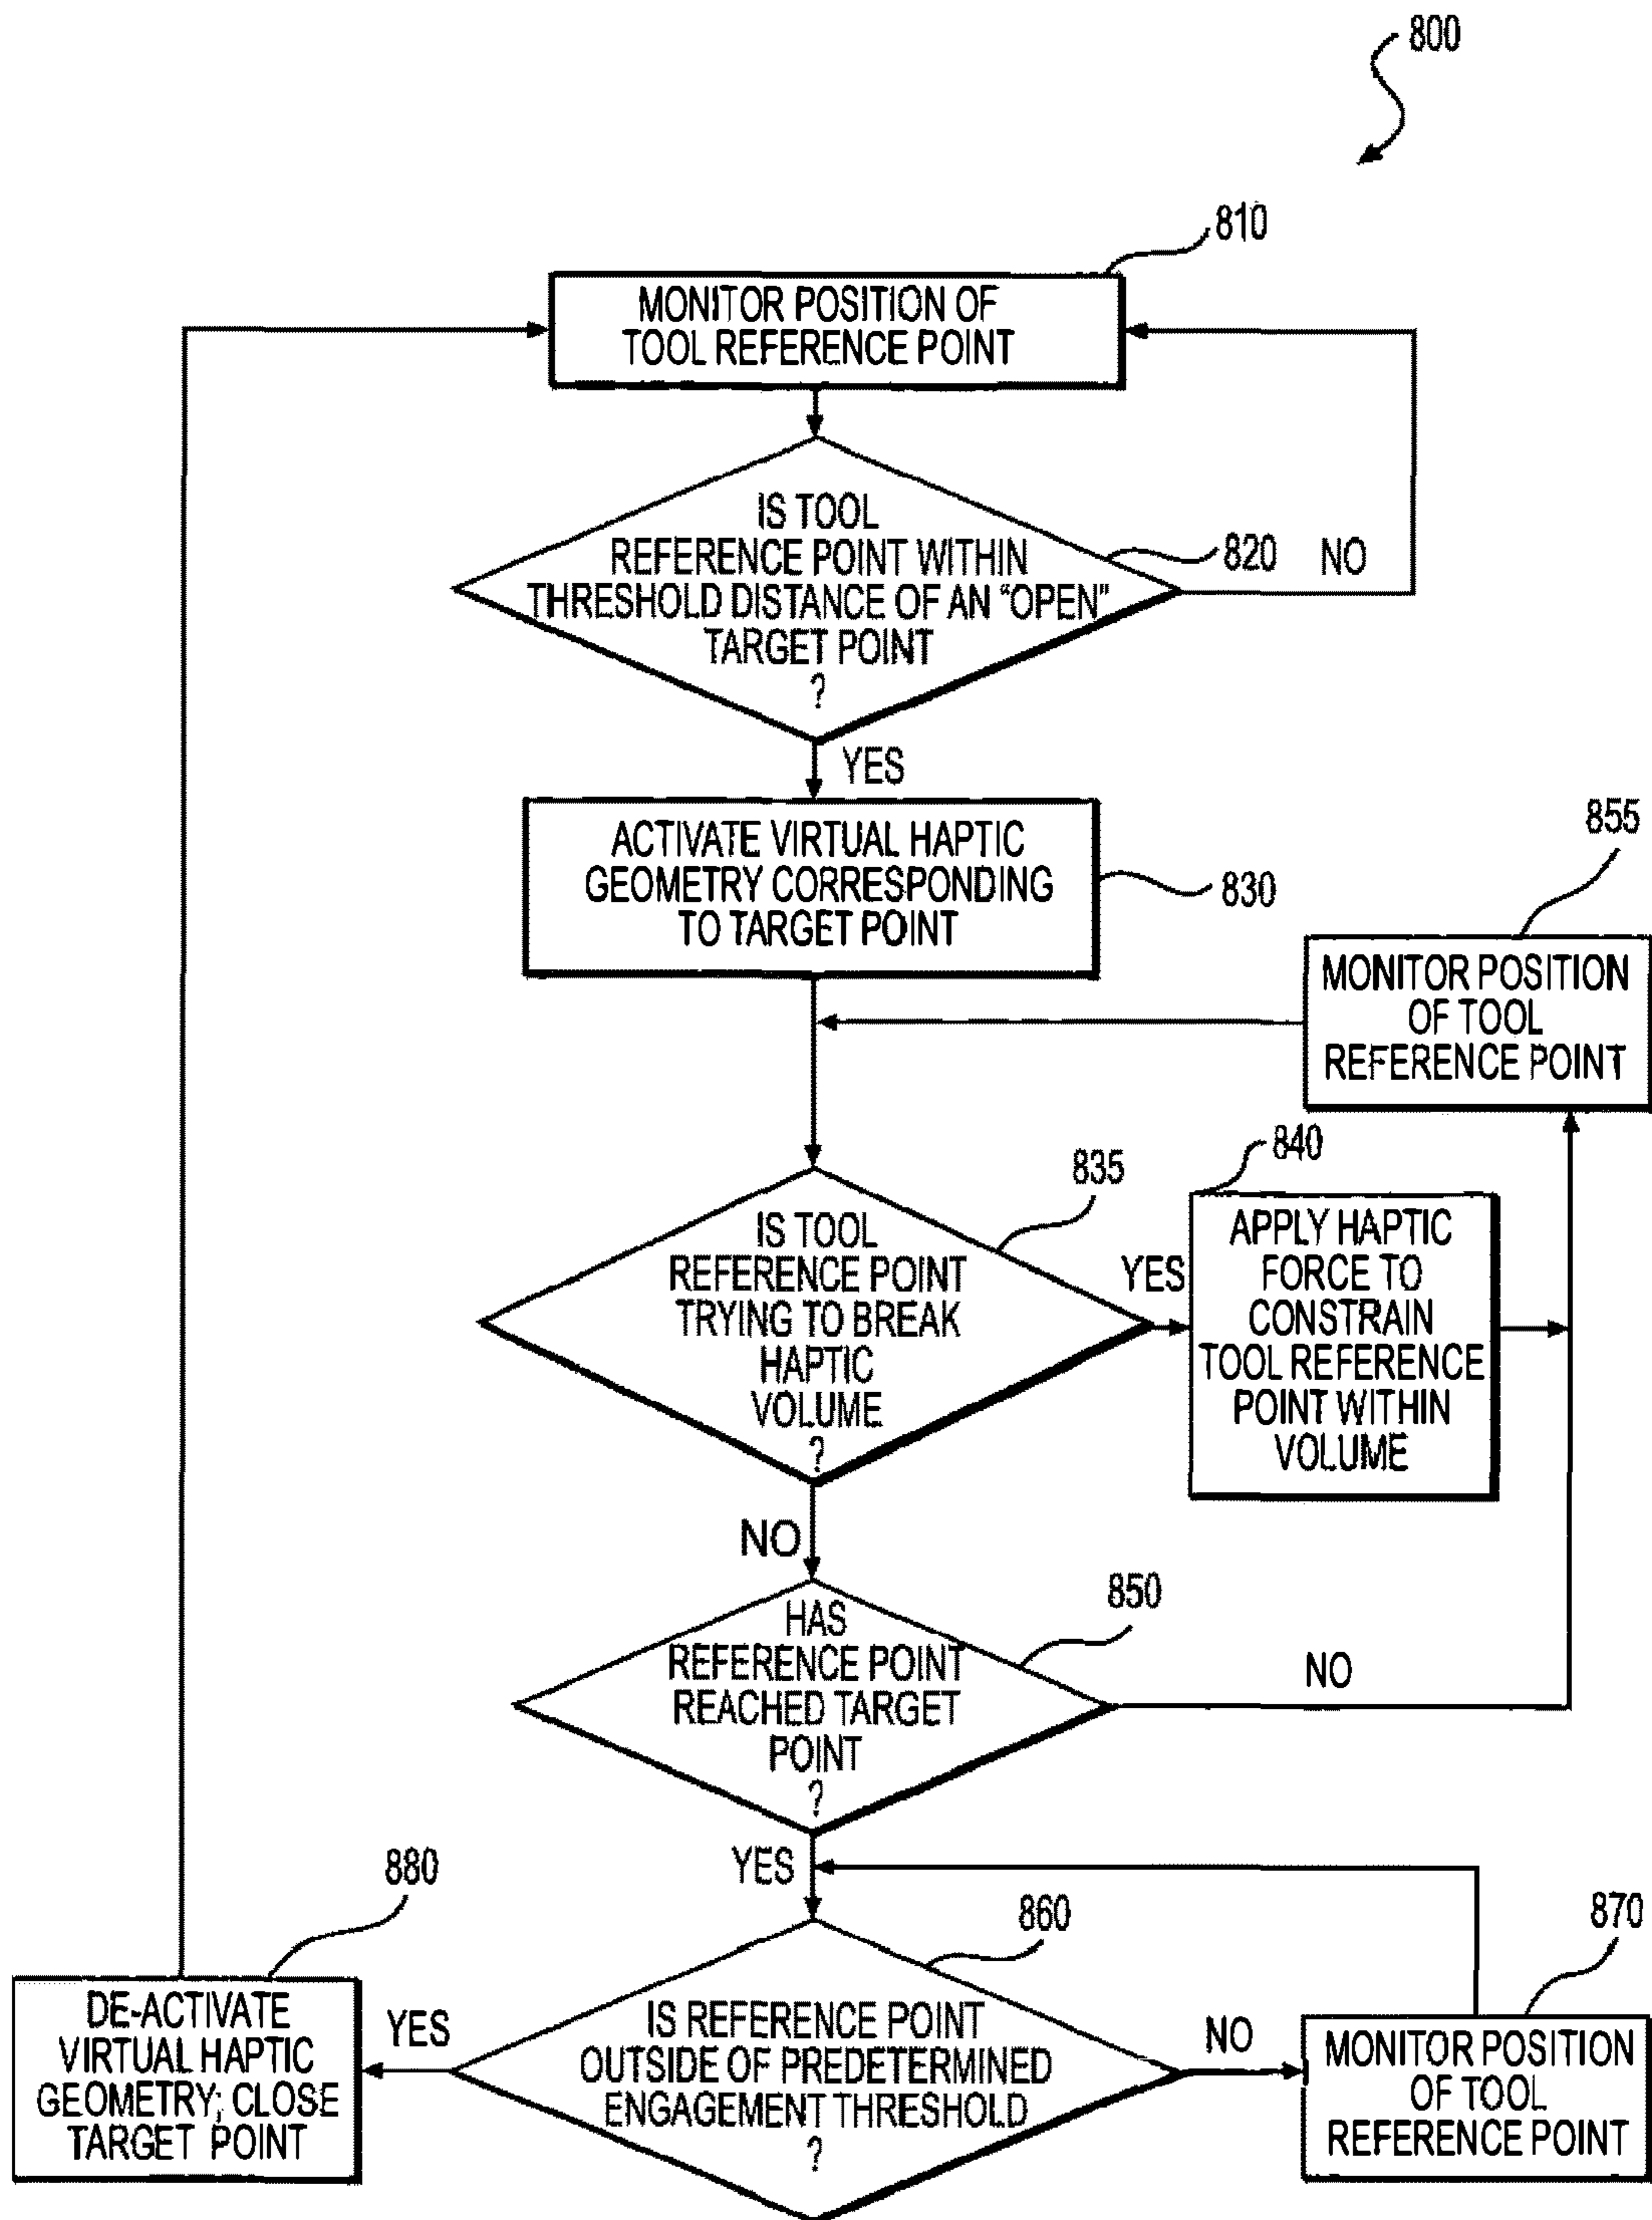 800
810
MONITOR POSITION OF
TOOL REFERENCE POINT
IS TOOL
REFERENCE POINT WITHIN
THRESHOLD DISTANCE OF AN "OPEN"
TARGET POINT
?
820
NO
YES
ACTIVATE VIRTUAL HAPTIC
GEOMETRY CORRESPONDING
TO TARGET POINT
830
855
MONITOR POSITION
OF TOOL
REFERENCE POINT
835
IS TOOL
REFERENCE POINT
TRYING TO BREAK
HAPTIC
VOLUME
?
YES
840
APPLY HAPTIC
FORCE TO
CONSTRAIN
TOOL REFERENCE
POINT WITHIN
VOLUME
NO
850
HAS
REFERENCE POINT
REACHED TARGET
POINT
?
NO
YES
860
IS REFERENCE POINT
OUTSIDE OF PREDETERMINED
ENGAGEMENT THRESHOLD
?
NO
870
MONITOR POSITION
OF TOOL
REFERENCE POINT
YES
880
DE-ACTIVATE
VIRTUAL HAPTIC
GEOMETRY; CLOSE
TARGET POINT